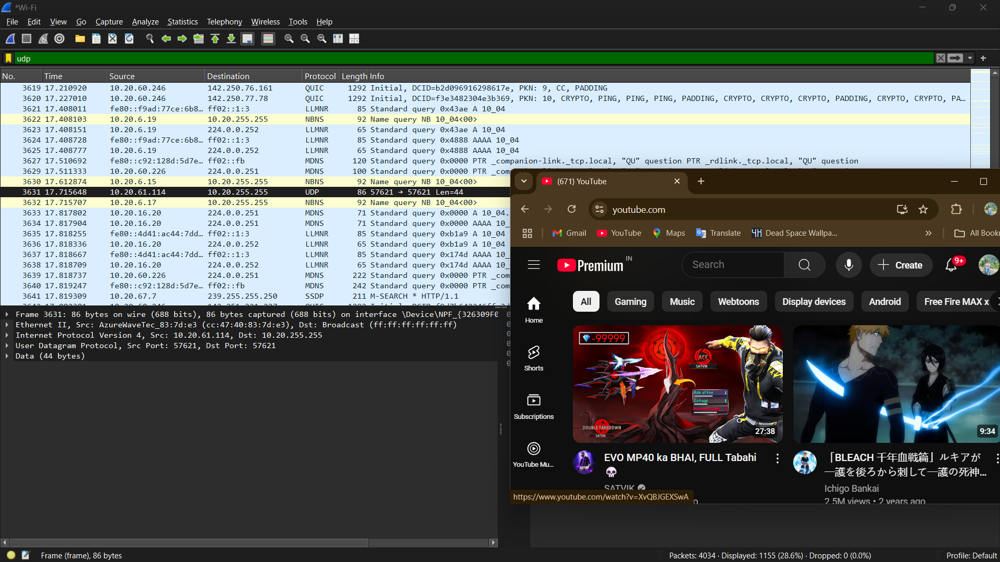 *Wi-Fi
File Edit View Go Capture Analyze Statistics Telephony Wireless Tools Help
udp
No. Time Source Destination Protocol Length Info
3619 17.210920 10.20.60.246 142.250.76.161 QUIC 1292 Initial, DCID=b2d096916298617e, PKN: 9, CC, PADDING
3620 17.227010 10.20.60.246 142.250.77.78 QUIC 1292 Initial, DCID=f3e3482304e3b369, PKN: 10, CRYPTO, PING, PING, PING, PADDING, CRYPTO, CRYPTO, CRYPTO, PADDING, CRYPTO, CRYPTO, PA...
3621 17.408011 fe80::f9ad:77ce:6b8... ff02::1:3 LLMNR 85 Standard query 0x43ae A 10_04
3622 17.408103 10.20.6.19 10.20.255.255 NBNS 92 Name query NB 10_04<00>
3623 17.408151 10.20.6.19 224.0.0.252 LLMNR 65 Standard query 0x43ae A 10_04
3624 17.408728 fe80::f9ad:77ce:6b8... ff02::1:3 LLMNR 85 Standard query 0x4888 AAAA 10_04
3625 17.408777 10.20.6.19 224.0.0.252 LLMNR 65 Standard query 0x4888 AAAA 10_04
3627 17.510692 fe80::c92:128d:5d7e... ff02::fb MDNS 120 Standard query 0x0000 PTR _companion-link._tcp.local, "QU" question PTR _rdlink._tcp.local, "QU" question
3629 17.511333 10.20.60.226 224.0.0.251 MDNS 100 Standard query 0x0000 PTR _com
3630 17.612874 10.20.6.15 10.20.255.255 NBNS 92 Name query NB 10_04<00>
3631 17.715648 10.20.61.114 10.20.255.255 UDP 86 57621 → 57621 Len=44
3632 17.715707 10.20.6.17 10.20.255.255 NBNS 92 Name query NB 10_04<00>
3633 17.817802 10.20.16.20 224.0.0.251 MDNS 71 Standard query 0x0000 A 10_04.
3634 17.817904 10.20.16.20 224.0.0.251 MDNS 71 Standard query 0x0000 AAAA 10_
3635 17.818255 fe80::4d41:ac44:7dd... ff02::1:3 LLMNR 85 Standard query 0xb1a9 A 10_04
3636 17.818336 10.20.16.20 224.0.0.252 LLMNR 65 Standard query 0xb1a9 A 10_04
3637 17.818667 fe80::4d41:ac44:7dd... ff02::1:3 LLMNR 85 Standard query 0x174d AAAA 10_
3638 17.818709 10.20.16.20 224.0.0.252 LLMNR 65 Standard query 0x174d AAAA 10_
3639 17.818737 10.20.60.226 224.0.0.251 MDNS 222 Standard query 0x0000 PTR _com
3640 17.819247 fe80::c92:128d:5d7e... ff02::fb MDNS 242 Standard query 0x0000 PTR _com
3641 17.819309 10.20.67.7 239.255.255.250 SSDP 211 M-SEARCH * HTTP/1.1
Frame 3631: 86 bytes on wire (688 bits), 86 bytes captured (688 bits) on interface \Device\NPF_{326309F0
Ethernet II, Src: AzureWaveTec_83:7d:e3 (cc:47:40:83:7d:e3), Dst: Broadcast (ff:ff:ff:ff:ff:ff)
Internet Protocol Version 4, Src: 10.20.61.114, Dst: 10.20.255.255
User Datagram Protocol, Src Port: 57621, Dst Port: 57621
Data (44 bytes)
(671) YouTube
youtube.com
Gmail YouTube Maps Translate Dead Space Wallpa... » All Book
Premium IN
Search
Create
9+
Home
Shorts
Subscriptions
YouTube Mu...
All Gaming Music Webtoons Display devices Android Free Fire MAX x
-99999
ACE
SATVIK
Rate of Fire
Damage
Movement Speed
DOUBLE TAKEDOWN
SATVIK
27:38
9:34
EVO MP40 ka BHAI, FULL Tabahi
💀
SATVIK
「BLEACH 千年血戦篇」ルキアが
一護を後ろから刺して一護の死神...
Ichigo Bankai
2.5M views • 2 years ago
https://www.youtube.com/watch?v=XvQBJGEXSwA
Frame (frame), 86 bytes
Packets: 4034 · Displayed: 1155 (28.6%) · Dropped: 0 (0.0%)
Profile: Default